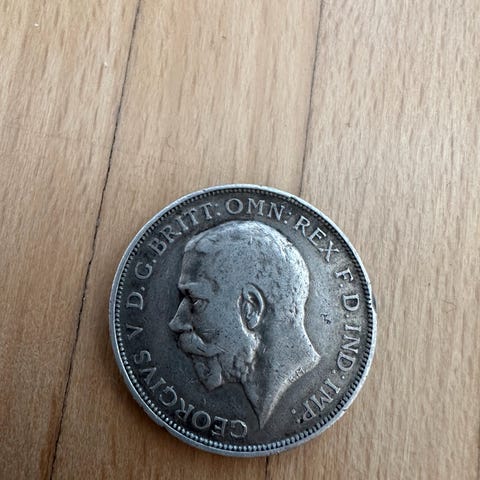 GEORGIVS V D.G.BRITT:OMN:REX F.D.IND:IMP: